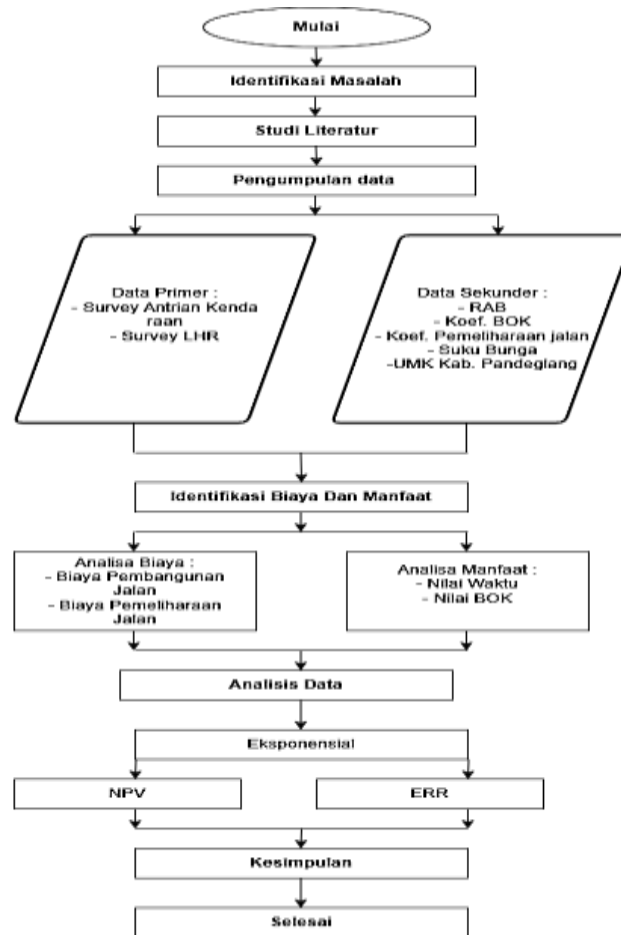 Mulai
Identifikasi Masalah
Studi Literatur
Pengumpulan data
Data Primer :
- Survey Antrian Kenda
raan
- Survey LHR
Data Sekunder :
- RAB
- Koef. BOK
- Koef. Pemeliharaan jalan
- Suku Bunga
-UMK Kab. Pandeglang
Identifikasi Biaya Dan Manfaat
Analisa Biaya :
- Biaya Pembangunan
Jalan
- Biaya Pemeliharaan
Jalan
Analisa Manfaat :
- Nilai Waktu
- Nilai BOK
Analisis Data
Eksponensial
NPV
ERR
Kesimpulan
Selesai